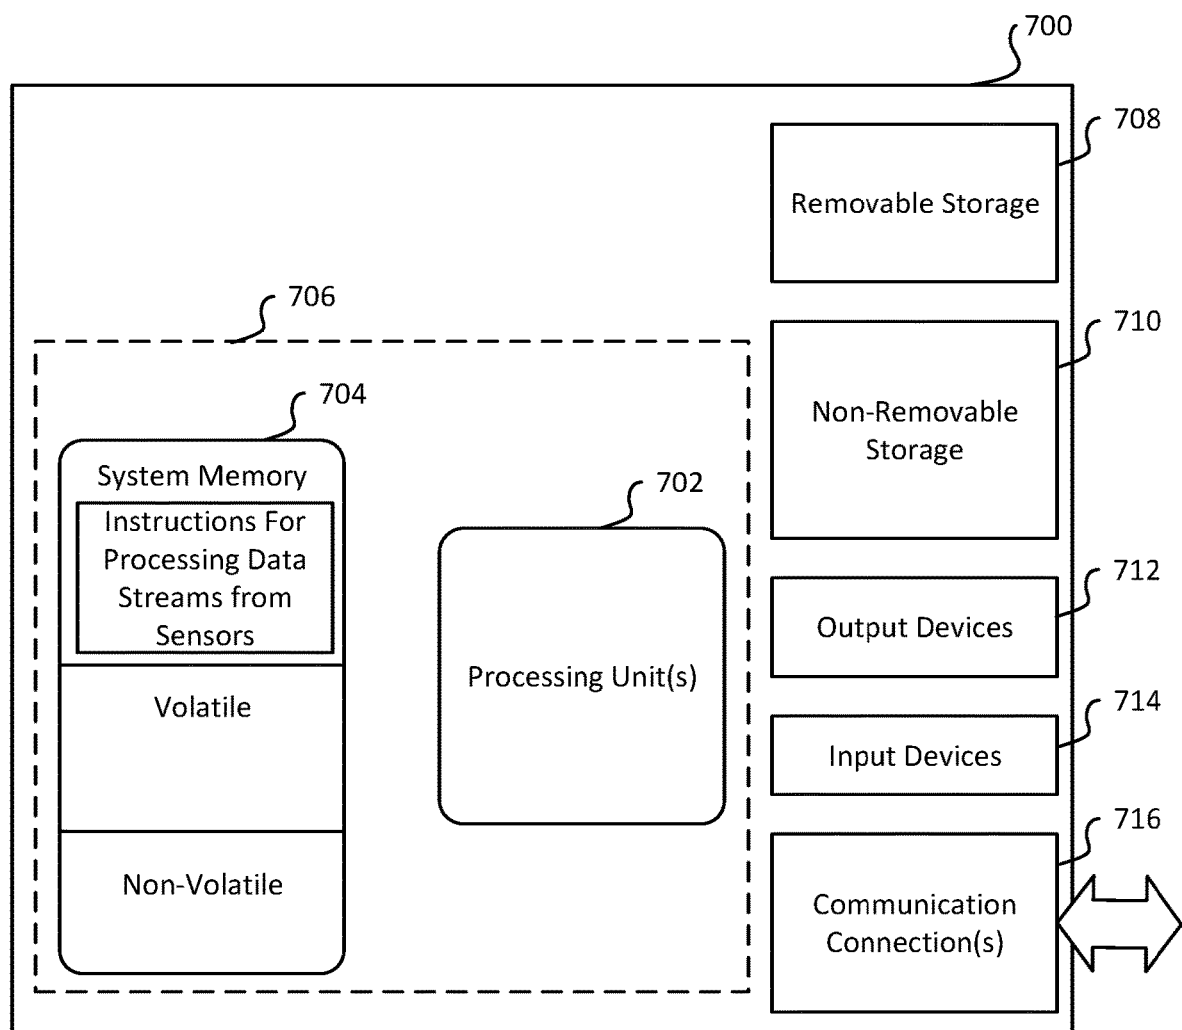 700
708
Removable Storage
706
710
Non-Removable
Storage
704
System Memory
Instructions For
Processing Data
Streams from
Sensors
Volatile
Non-Volatile
702
Processing Unit(s)
712
Output Devices
714
Input Devices
716
Communication
Connection(s)